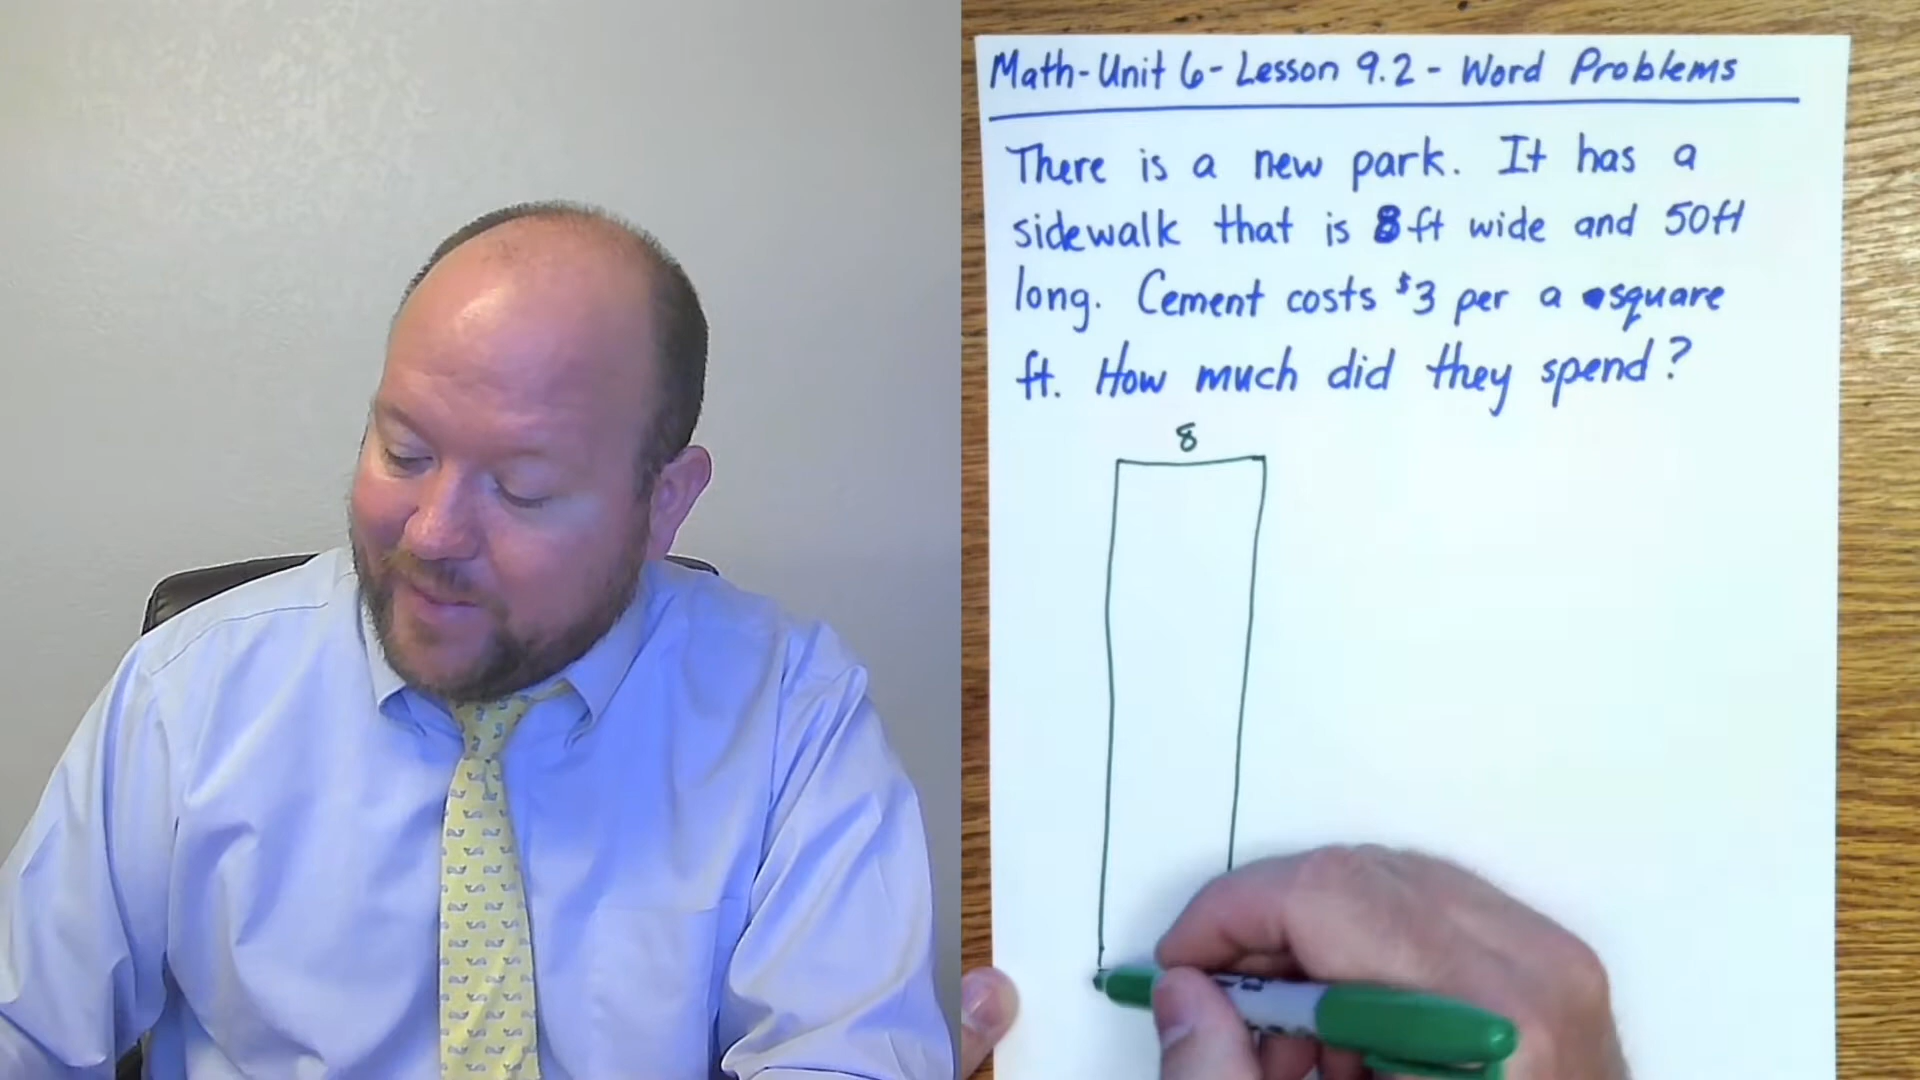 Math-Unit 6-Lesson 9.2 - Word Problems
There is a new park. It has a
sidewalk that is 8ft wide and 50ft
long. Cement costs $3 per a square
ft. How much did they spend?
8